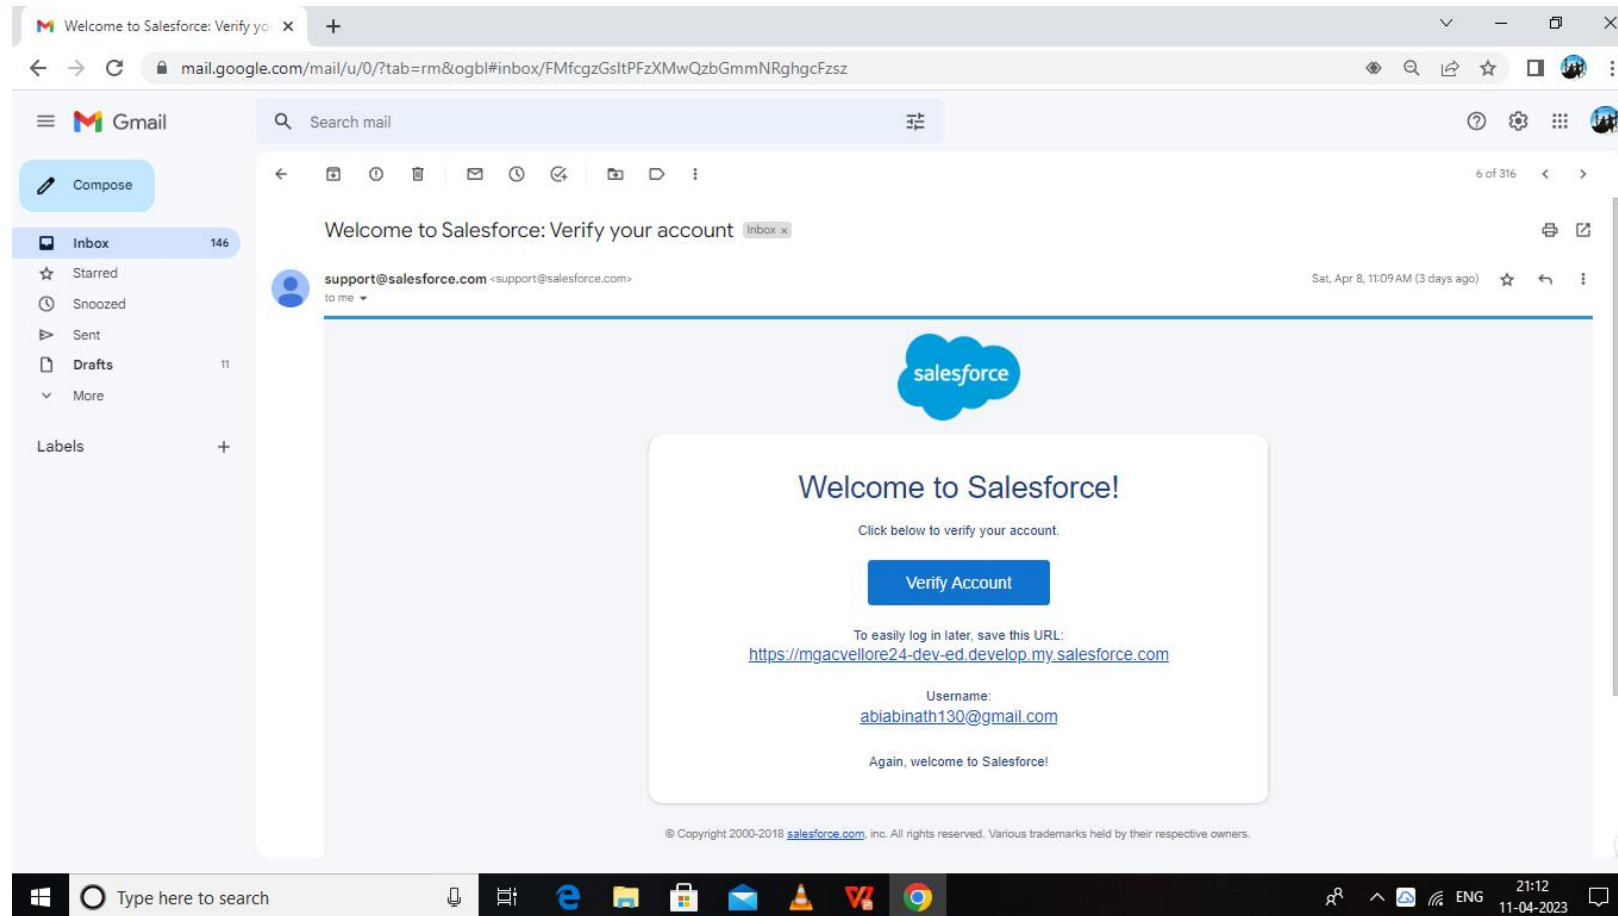 Welcome to Salesforce: Verify yo
mail.google.com/mail/u/0/?tab=rm&ogbl#inbox/FMfcgzGsltPFzXMwQzbGmmNRghgcFzsz
Gmail
Search mail
Compose
6 of 316
Inbox 146
Starred
Snoozed
Sent
Drafts 11
More
Labels
Welcome to Salesforce: Verify your account Inbox x
support@salesforce.com <support@salesforce.com>
Sat, Apr 8, 11:09 AM (3 days ago)
to me
salesforce
Welcome to Salesforce!
Click below to verify your account.
Verify Account
To easily log in later, save this URL:
https://mgacvellore24-dev-ed.develop.my.salesforce.com
Username:
abiabinath130@gmail.com
Again, welcome to Salesforce!
© Copyright 2000-2018 salesforce.com, inc. All rights reserved. Various trademarks held by their respective owners.
Type here to search
ENG
21:12
11-04-2023